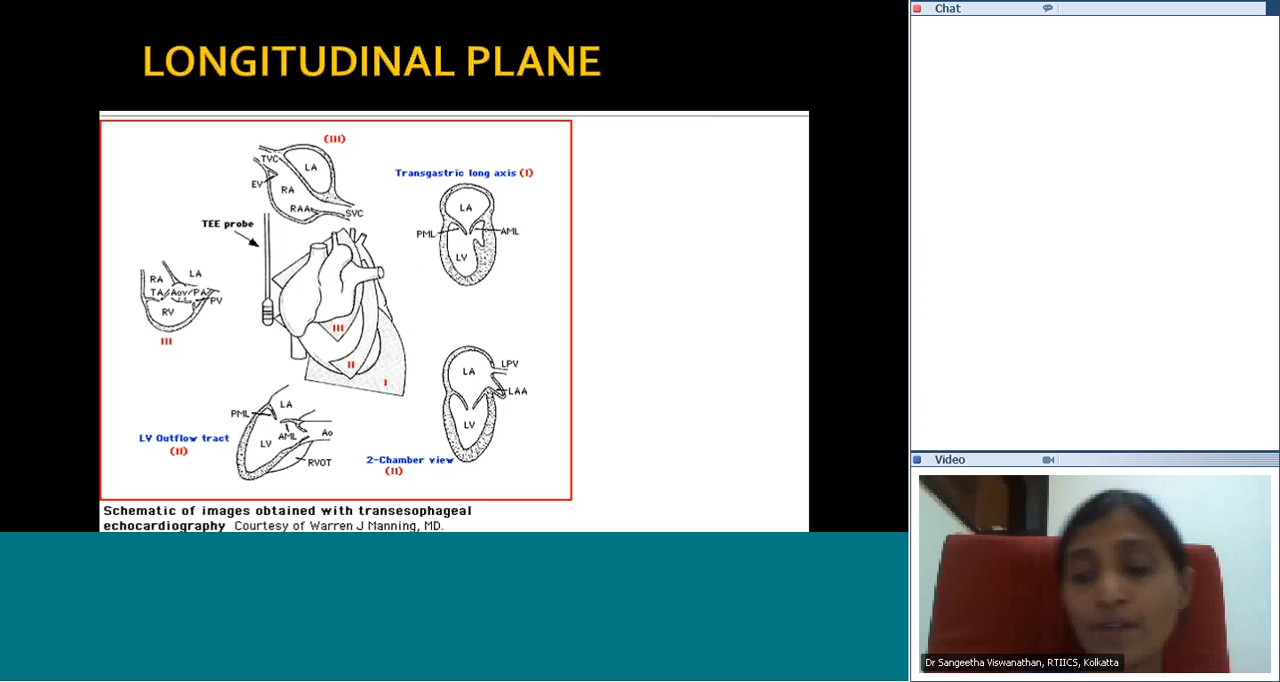 LONGITUDINAL PLANE
(III)
TVC
LA
EV
RA
RAA
SVC
TEE probe
Transgastric long axis (I)
LA
PML
AML
LV
RA
LA
TA
Aov
PA
PV
RV
III
III
II
I
LA
PML
AML
Ao
LV
RVOT
LV Outflow tract
(II)
LA
LPV
LAA
LV
2-Chamber view
(II)
Schematic of images obtained with transesophageal
echocardiography Courtesy of Warren J Manning, MD.
Chat
Video
Dr Sangeetha Viswanathan, RTIICS, Kolkatta